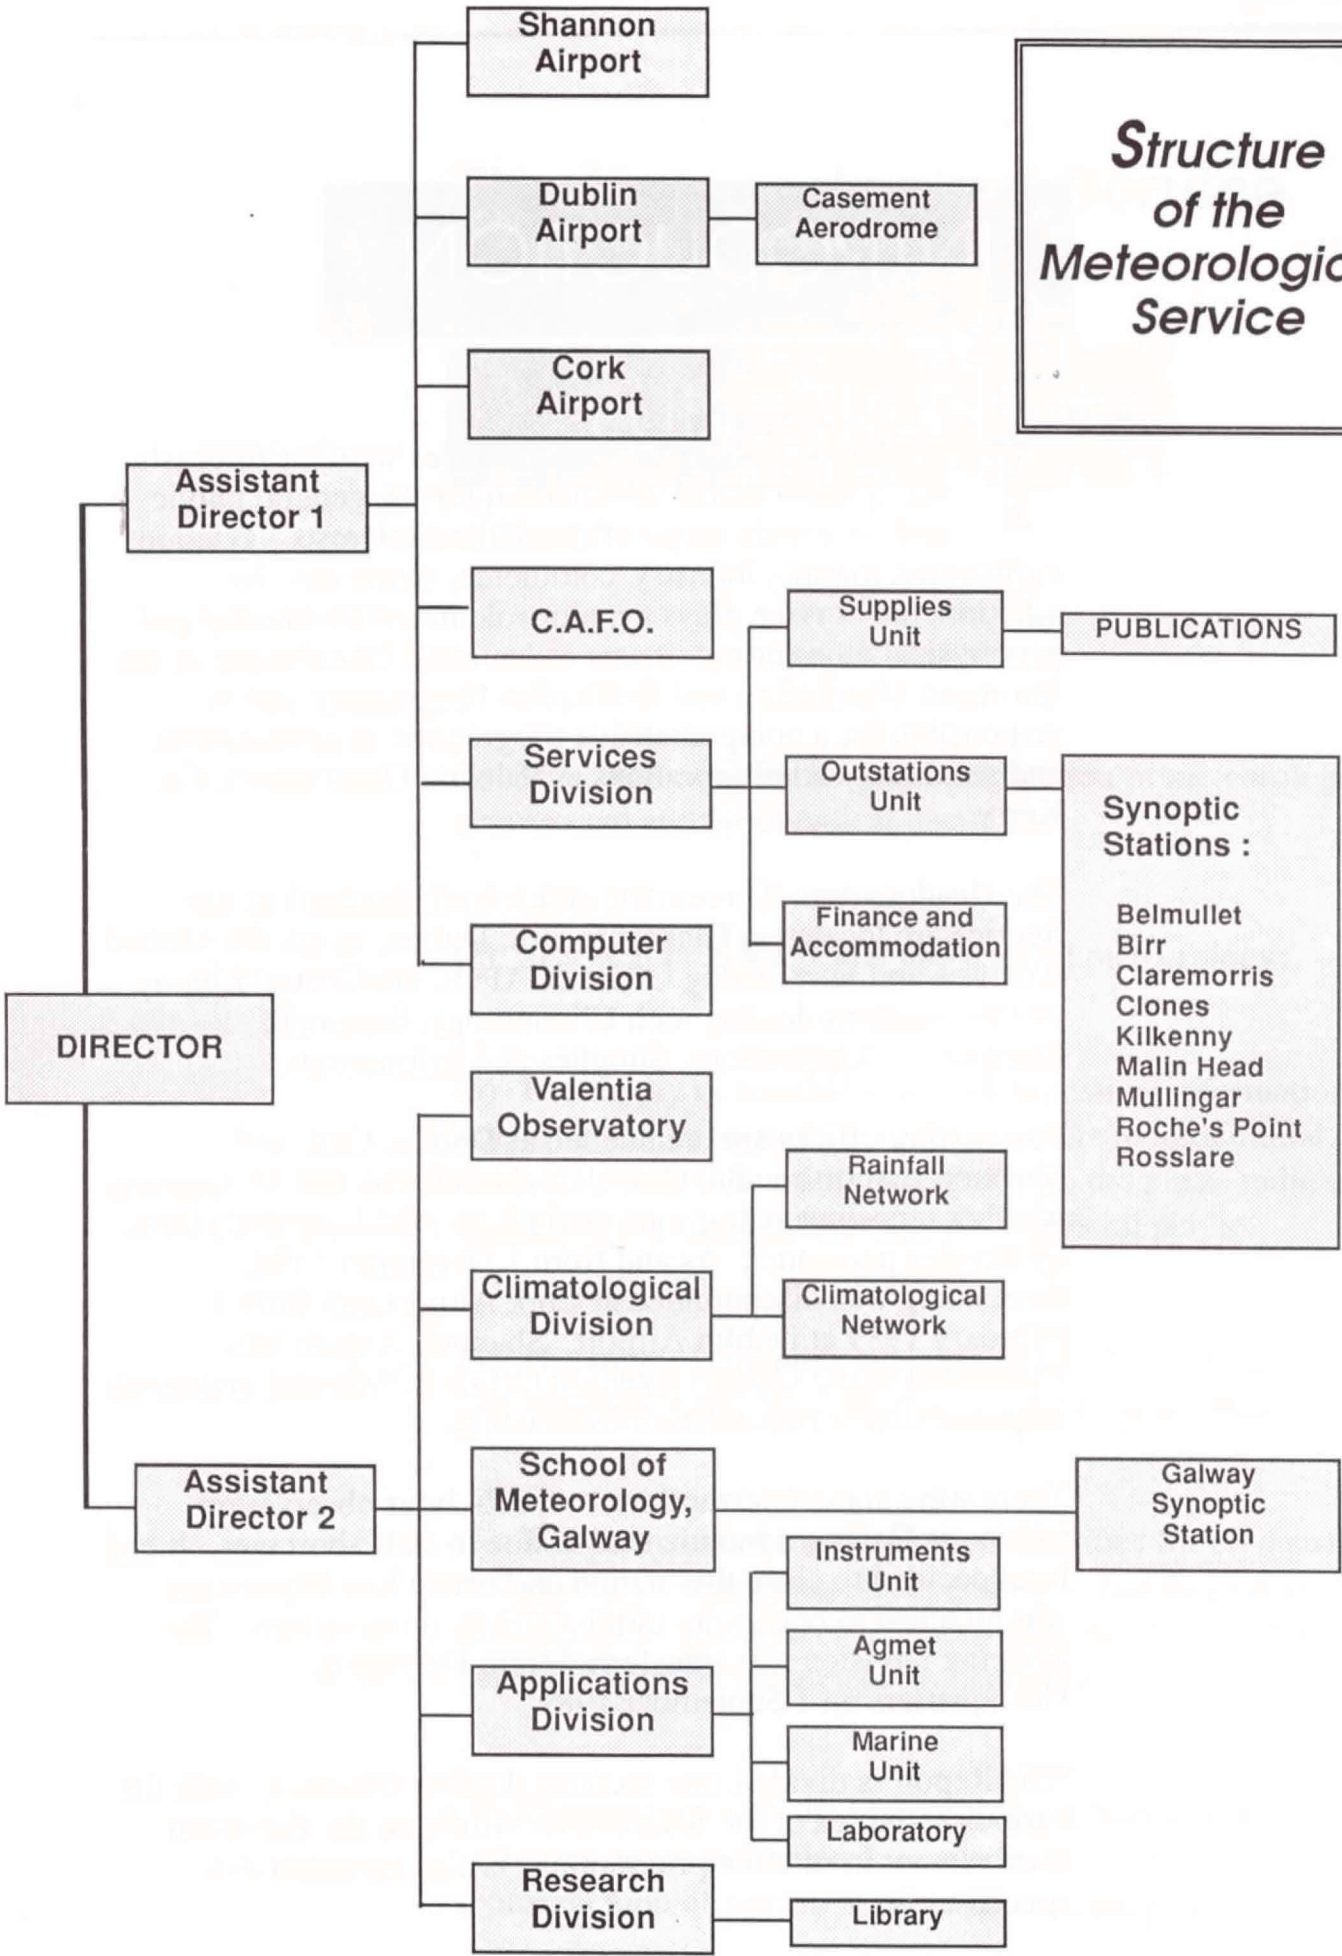 Shannon
Airport
Structure
of the
Service
Dublin
Airport
Casement
Aerodrome
Cork
Airport
Assistant
Director 1
C.A.F.O.
Supplies
Unit
PUBLICATIONS
Services
Division
Outstations
Unit
Synoptic
Stations :
Belmullet
Birr
Claremorris
Clones
Kilkenny
Malin Head
Mullingar
Roche's Point
Rosslare
Finance and
Accommodation
Computer
Division
DIRECTOR
Valentia
Observatory
Rainfall
Network
Climatological
Division
Climatological
Network
Assistant
Director 2
School of
Meteorology,
Galway
Galway
Synoptic
Station
Instruments
Unit
Agmet
Unit
Applications
Division
Marine
Unit
Laboratory
Research
Division
Library